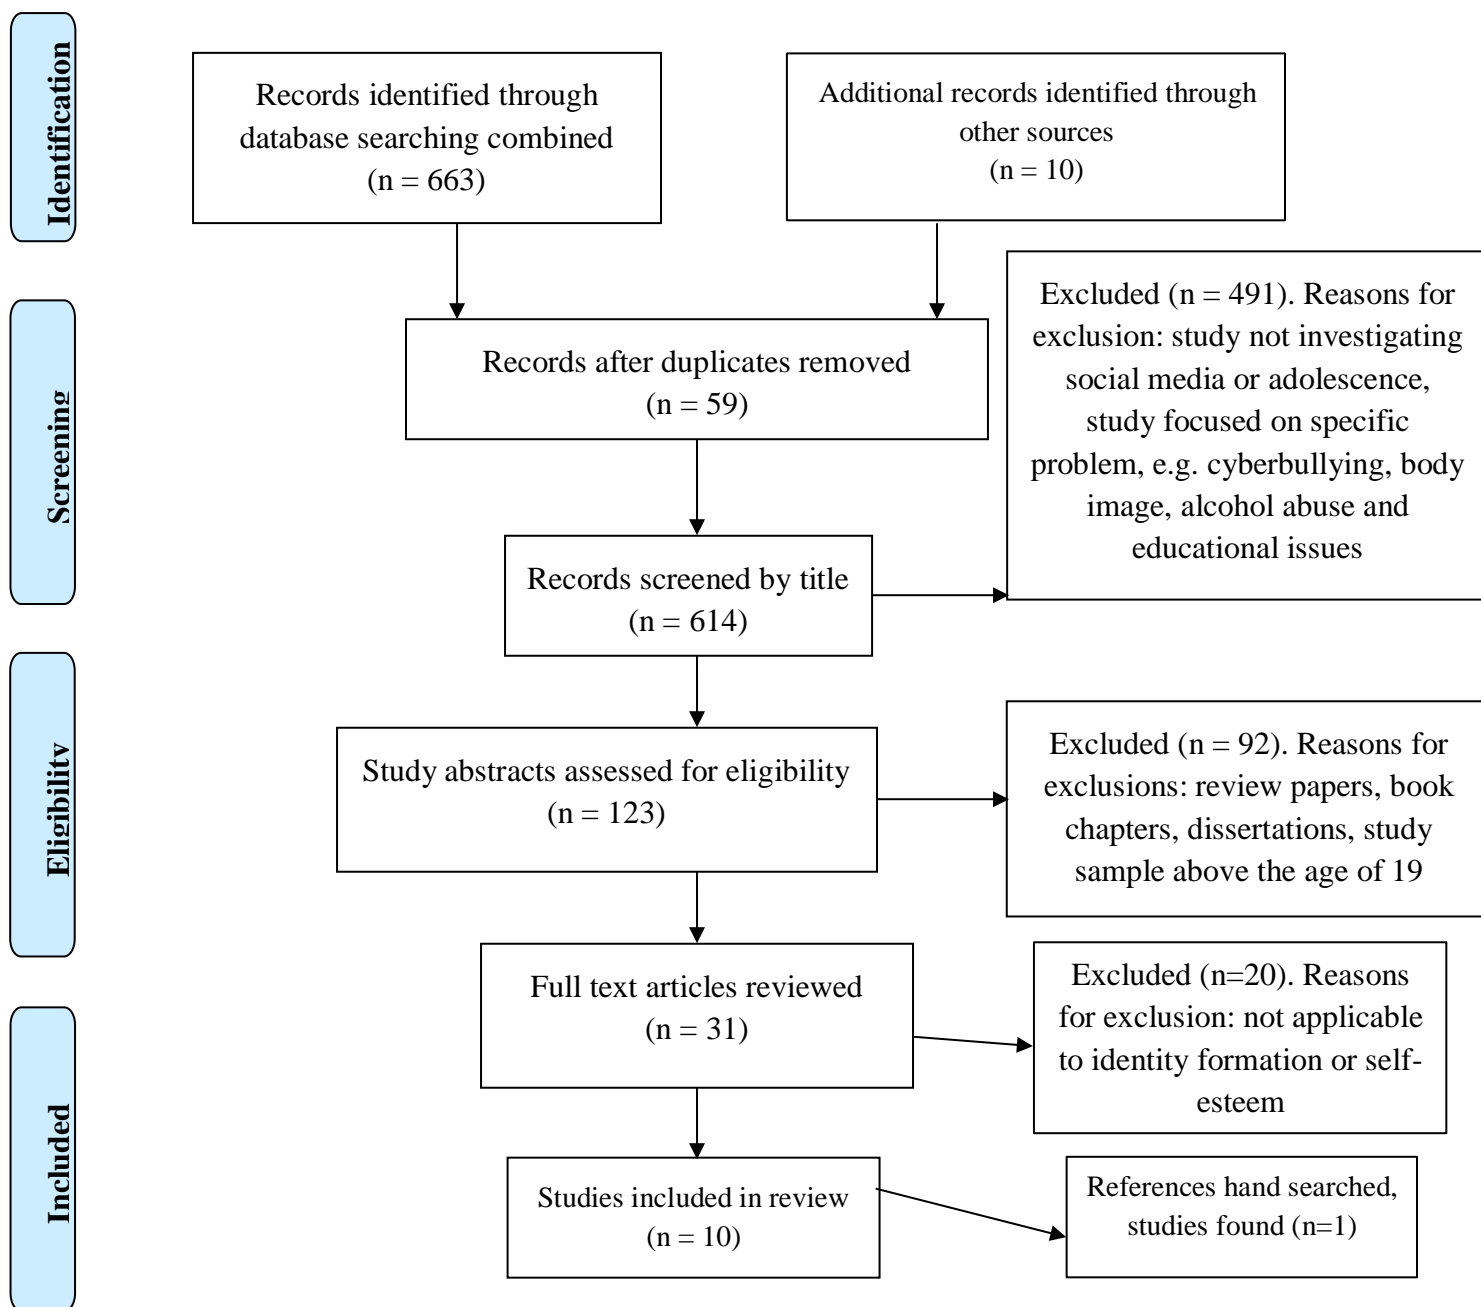 Identification
Records identified through
database searching combined
(n = 663)
Additional records identified through
other sources
(n = 10)
Screening
Records after duplicates removed
(n = 59)
Excluded (n = 491). Reasons for
exclusion: study not investigating
social media or adolescence,
study focused on specific
problem, e.g. cyberbullying, body
image, alcohol abuse and
educational issues
Records screened by title
(n = 614)
Eligibility
Study abstracts assessed for eligibility
(n = 123)
Excluded (n = 92). Reasons for
exclusions: review papers, book
chapters, dissertations, study
sample above the age of 19
Full text articles reviewed
(n = 31)
Excluded (n=20). Reasons
for exclusion: not applicable
to identity formation or self-
esteem
Included
Studies included in review
(n = 10)
References hand searched,
studies found (n=1)